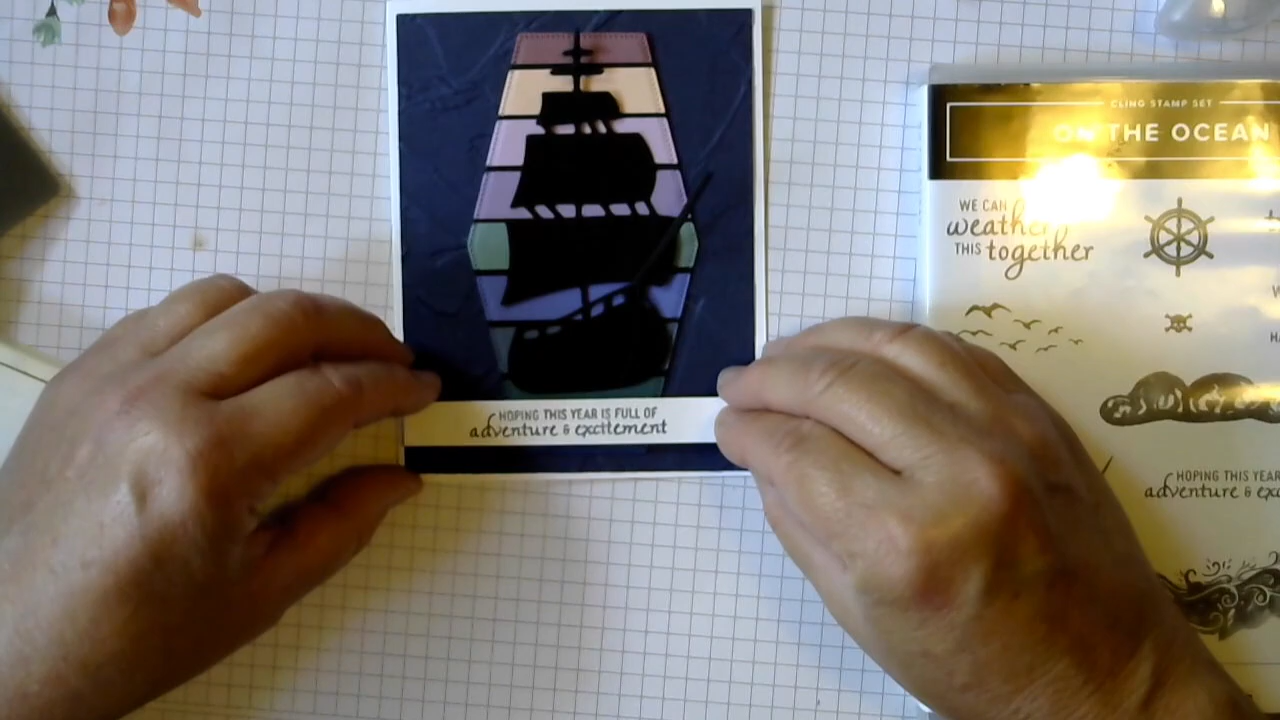 HOPING THIS YEAR IS FULL OF
adventure & excitement
CLING STAMP SET
ON THE OCEAN
WE CAN
weather
THIS together
HOPING THIS YEAR
adventure &